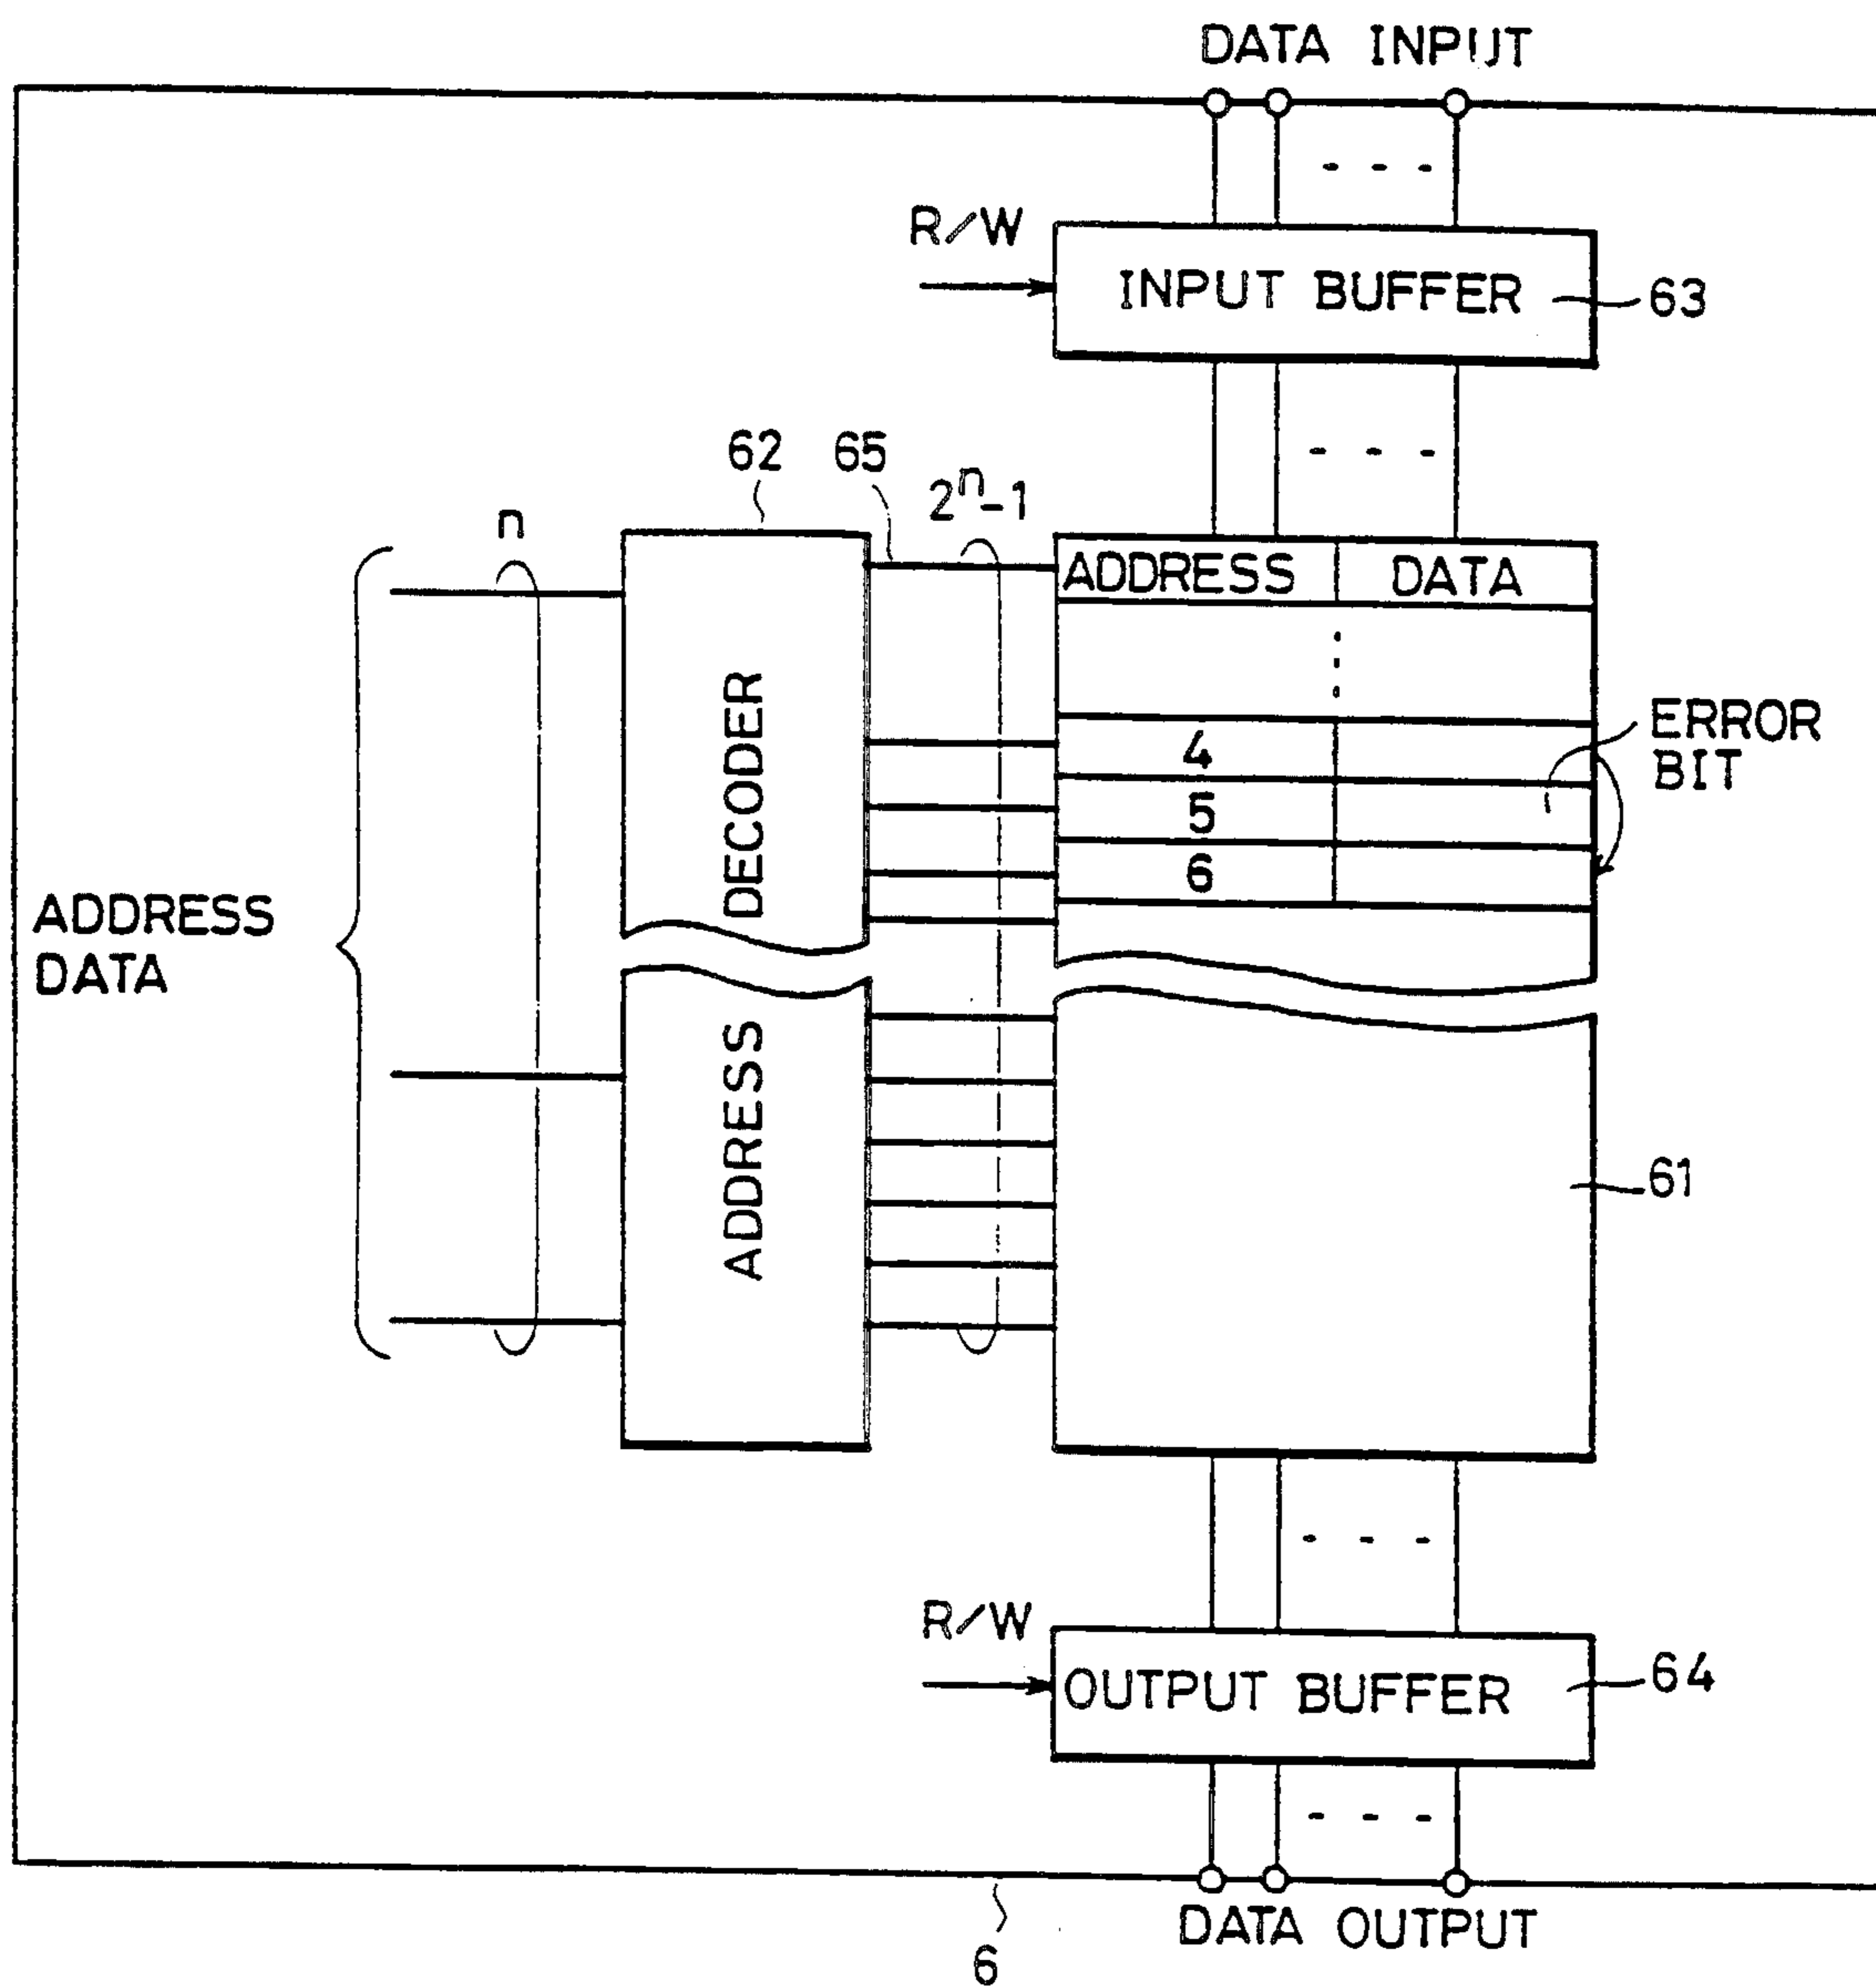 DATA INPUT
R/W
INPUT BUFFER
63
62
65
2ⁿ-1
n
ADDRESS DATA
4
5
6
ERROR
BIT
ADDRESS DECODER
ADDRESS
DATA
61
R/W
OUTPUT BUFFER
64
DATA OUTPUT
6